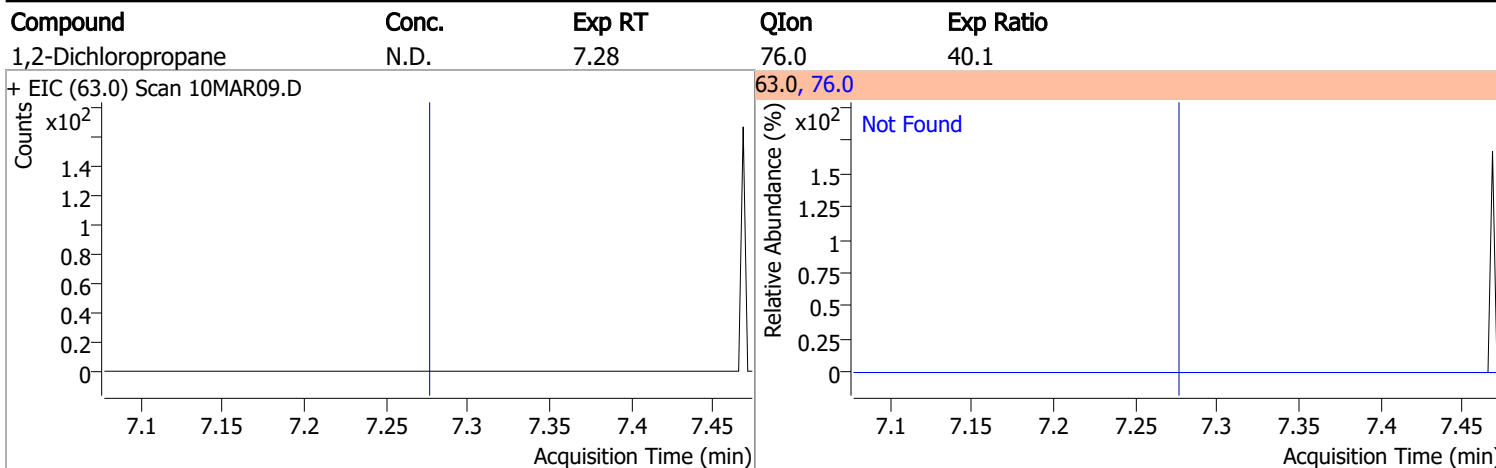 Compound Conc. Exp RT QIon Exp Ratio
1,2-Dichloropropane N.D. 7.28 76.0 40.1
+ EIC (63.0) Scan 10MAR09.D
Counts
x10²
1.4
1.2
1
0.8
0.6
0.4
0.2
0
7.1 7.15 7.2 7.25 7.3 7.35 7.4 7.45
Acquisition Time (min)
63.0, 76.0
Relative Abundance (%)
x10²
Not Found
1.5
1.25
1
0.75
0.5
0.25
0
7.1 7.15 7.2 7.25 7.3 7.35 7.4 7.45
Acquisition Time (min)